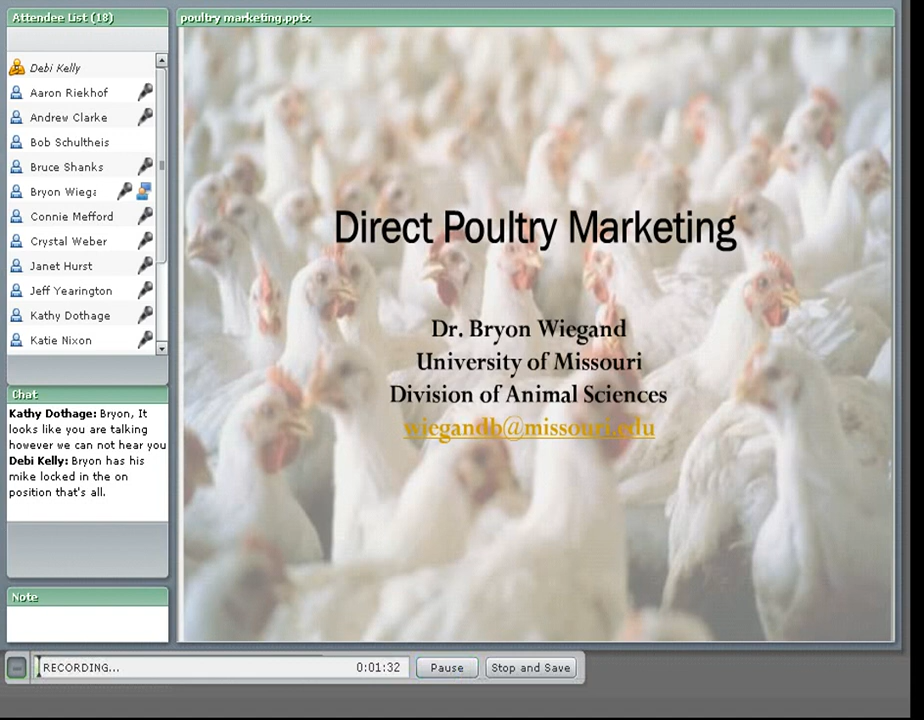 Attendee List (18)
Debi Kelly
Aaron Riekhof
Andrew Clarke
Bob Schultheis
Bruce Shanks
Bryon Wiega
Connie Mefford
Crystal Weber
Janet Hurst
Jeff Yearington
Kathy Dothage
Katie Nixon
Chat
Kathy Dothage: Bryon, It
looks like you are talking
however we can not hear you
Debi Kelly: Bryon has his
mike locked in the on
position that's all.
Note
poultry marketing.pptx
Direct Poultry Marketing
Dr. Bryon Wiegand
University of Missouri
Division of Animal Sciences
wiegandb@missouri.edu
RECORDING...
0:01:32
Pause
Stop and Save